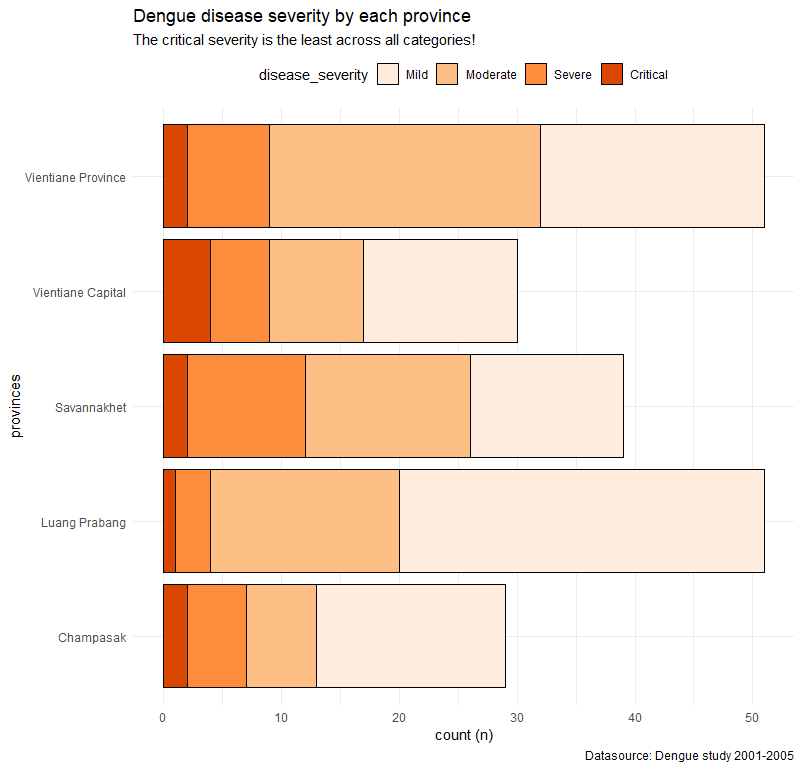 Dengue disease severity by each province
The critical severity is the least across all categories!
disease_severity Mild Moderate Severe Critical
Vientiane Province
Vientiane Capital
Savannakhet
Luang Prabang
Champasak
provinces
0 10 20 30 40 50
count (n)
Datasource: Dengue study 2001-2005